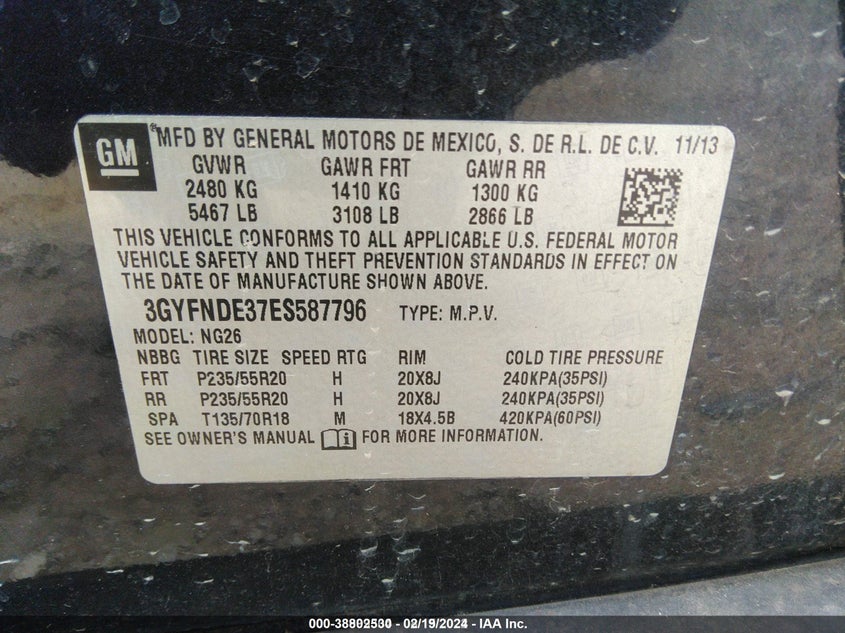 GM ® MFD BY GENERAL MOTORS DE MEXICO, S. DE R.L. DE C.V. 11/13
GVWR GAWR FRT GAWR RR
2480 KG 1410 KG 1300 KG
5467 LB 3108 LB 2866 LB
THIS VEHICLE CONFORMS TO ALL APPLICABLE U.S. FEDERAL MOTOR
VEHICLE SAFETY AND THEFT PREVENTION STANDARDS IN EFFECT ON
THE DATE OF MANUFACTURE SHOWN ABOVE.
3GYFNDE37ES587796 TYPE: M.P.V.
MODEL: NG26
NBBG TIRE SIZE SPEED RTG RIM COLD TIRE PRESSURE
FRT P235/55R20 H 20X8J 240KPA(35PSI)
RR P235/55R20 H 20X8J 240KPA(35PSI)
SPA T135/70R18 M 18X4.5B 420KPA(60PSI)
SEE OWNER'S MANUAL FOR MORE INFORMATION.
000-38802530 - 02/19/2024 - IAA Inc.